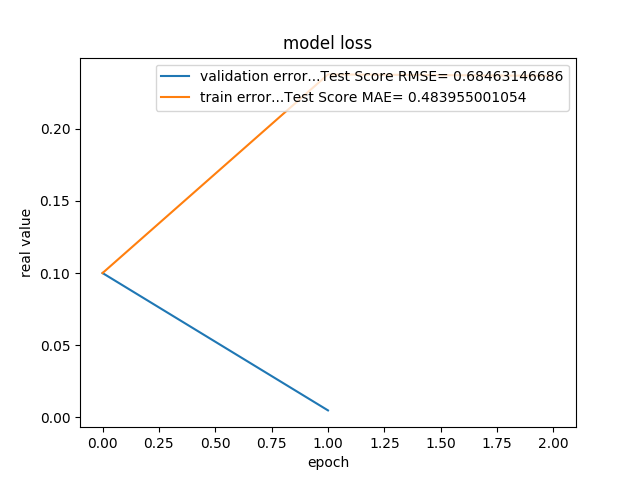 model loss
validation error...Test Score RMSE= 0.68463146686
train error...Test Score MAE= 0.483955001054
real value
0.20
0.15
0.10
0.05
0.00
0.00 0.25 0.50 0.75 1.00 1.25 1.50 1.75 2.00
epoch